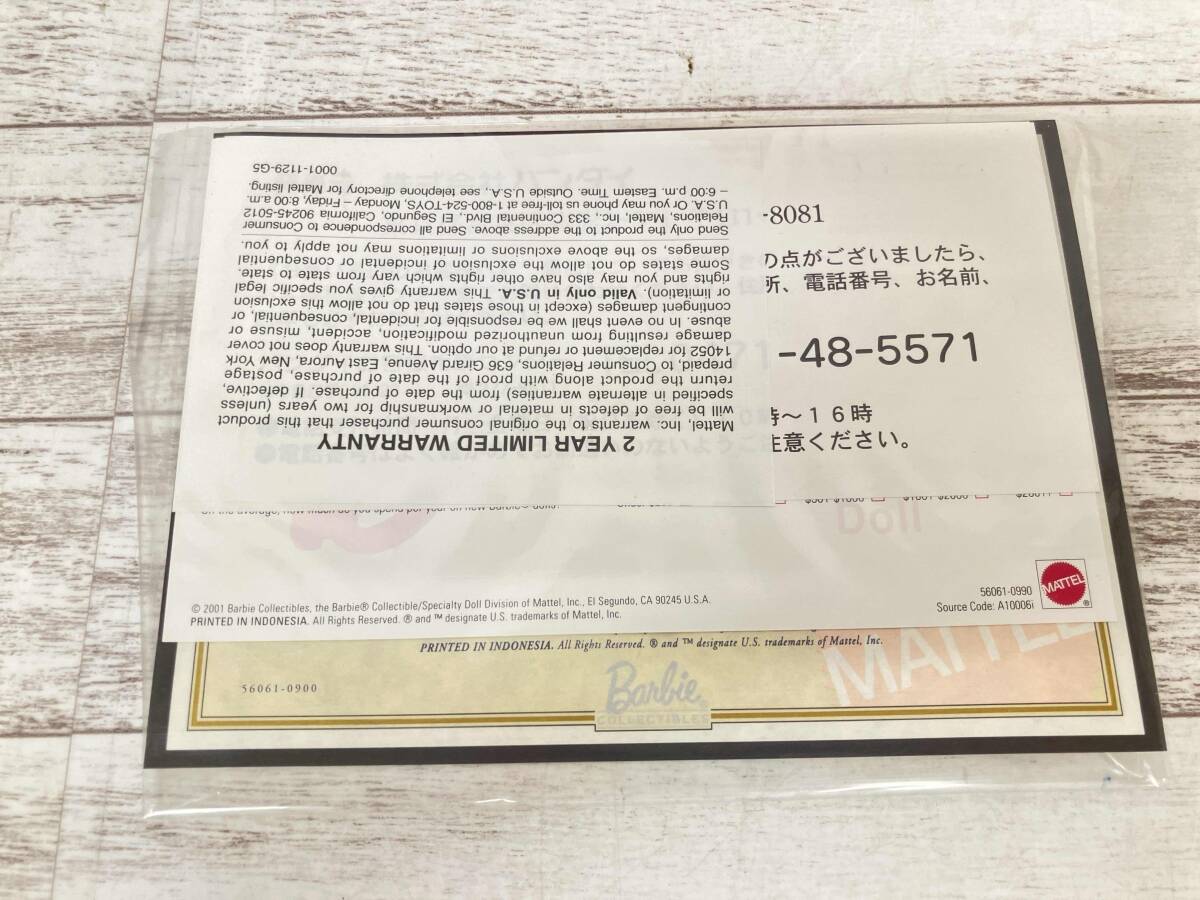 2 YEAR LIMITED WARRANTY
Mattel, Inc. warrants to the original consumer purchaser that this product
will be free of defects in material or workmanship for two years (unless
specified in alternate warranties) from the date of purchase. If defective,
return the product along with proof of the date of purchase, postage
prepaid, to Consumer Relations, 636 Girard Avenue, East Aurora, New York
14052 for replacement or refund at our option. This warranty does not cover
damage resulting from unauthorized modification, accident, misuse or
abuse. In no event shall we be responsible for incidental, consequential, or
contingent damages (except in those states that do not allow this exclusion
or limitation). Valid only in U.S.A. This warranty gives you specific legal
rights and you may also have other rights which vary from state to state.
Some states do not allow the exclusion of incidental or consequential
damages, so the above exclusions or limitations may not apply to you.
Send only the product to the address above. Send all correspondence to Consumer
Relations, Mattel, Inc., 333 Continental Blvd., El Segundo, California 90245-5012
U.S.A. Or you may phone us toll-free at 1-800-524-TOYS, Monday – Friday, 8:00 a.m.
– 6:00 p.m. Eastern Time. Outside U.S.A., see telephone directory for Mattel listing.
0001-1129-G5
-8081
の点がございましたら、
所、電話番号、お名前、
71-48-5571
時～16時
注意ください。
Doll
© 2001 Barbie Collectibles, the Barbie® Collectible/Specialty Doll Division of Mattel, Inc., El Segundo, CA 90245 U.S.A.
PRINTED IN INDONESIA. All Rights Reserved. ® and ™ designate U.S. trademarks of Mattel, Inc.
56061-0990
Source Code: A10006i
MATTEL
®
PRINTED IN INDONESIA. All Rights Reserved. ® and ™ designate U.S. trademarks of Mattel, Inc.
56061-0900
Barbie
COLLECTIBLES
MATTEL